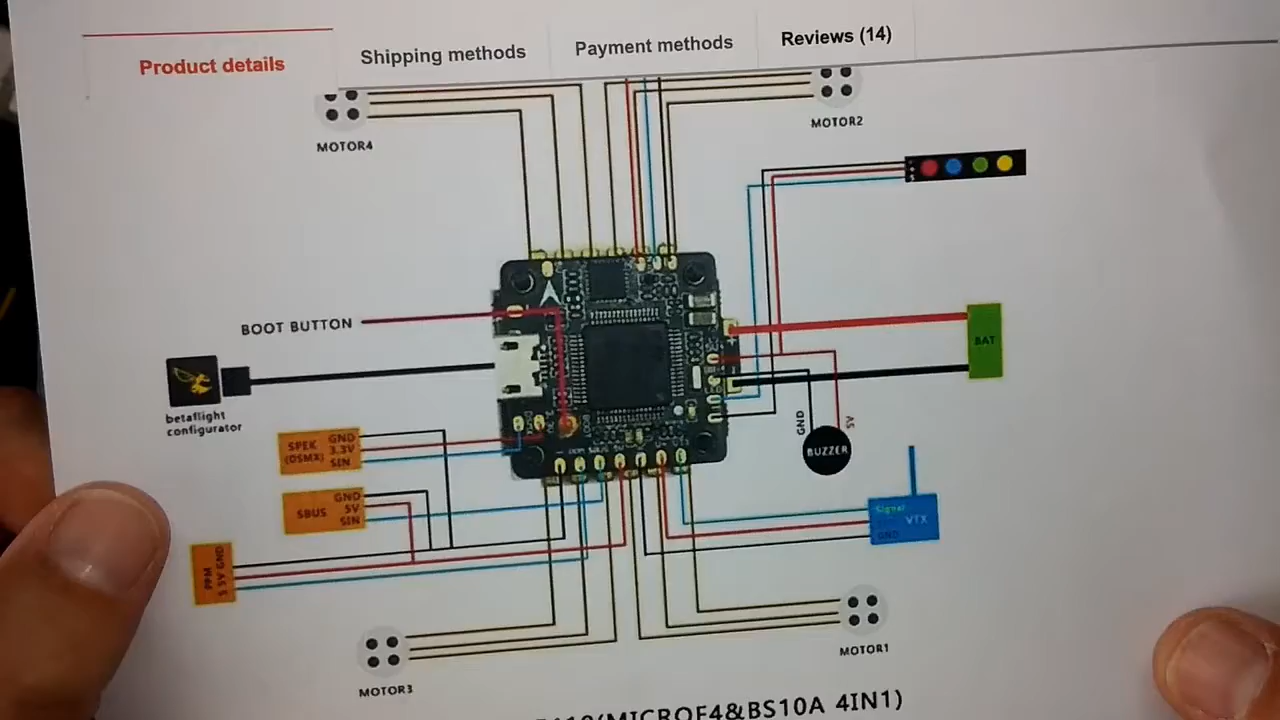 Product details
Shipping methods
Payment methods
Reviews (14)
MOTOR4
MOTOR2
BOOT BUTTON
BAT
betaflight
configurator
GND
5V
BUZZER
SPEK
(DSMX)
GND
3.3V
SIN
SBUS
GND
5V
SIN
Signal
VTX
GND
PPM
S 5V GND
MOTOR3
MOTOR1
(MICROF4&BS10A 4IN1)